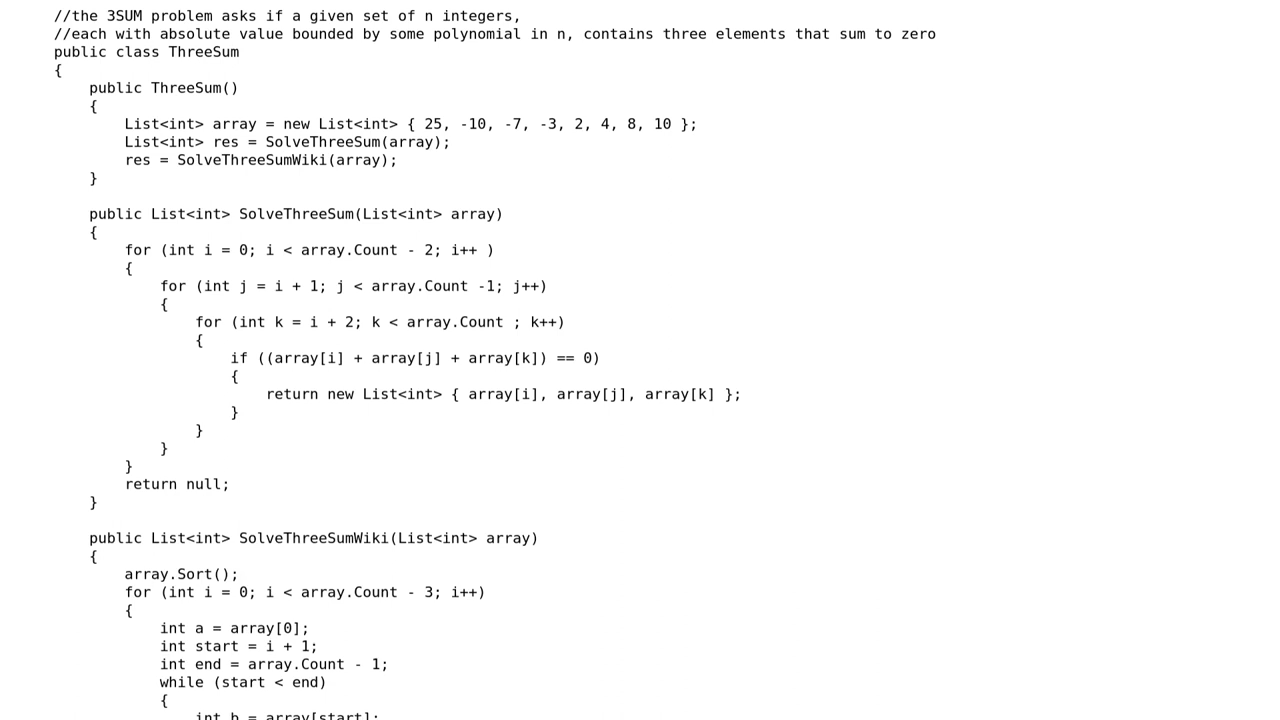 //the 3SUM problem asks if a given set of n integers,
//each with absolute value bounded by some polynomial in n, contains three elements that sum to zero
public class ThreeSum
{
    public ThreeSum()
    {
        List<int> array = new List<int> { 25, -10, -7, -3, 2, 4, 8, 10 };
        List<int> res = SolveThreeSum(array);
        res = SolveThreeSumWiki(array);
    }

    public List<int> SolveThreeSum(List<int> array)
    {
        for (int i = 0; i < array.Count - 2; i++ )
        {
            for (int j = i + 1; j < array.Count -1; j++)
            {
                for (int k = i + 2; k < array.Count ; k++)
                {
                    if ((array[i] + array[j] + array[k]) == 0)
                    {
                        return new List<int> { array[i], array[j], array[k] };
                    }
                }
            }
        }
        return null;
    }

    public List<int> SolveThreeSumWiki(List<int> array)
    {
        array.Sort();
        for (int i = 0; i < array.Count - 3; i++)
        {
            int a = array[0];
            int start = i + 1;
            int end = array.Count - 1;
            while (start < end)
            {
                int b = array[start];